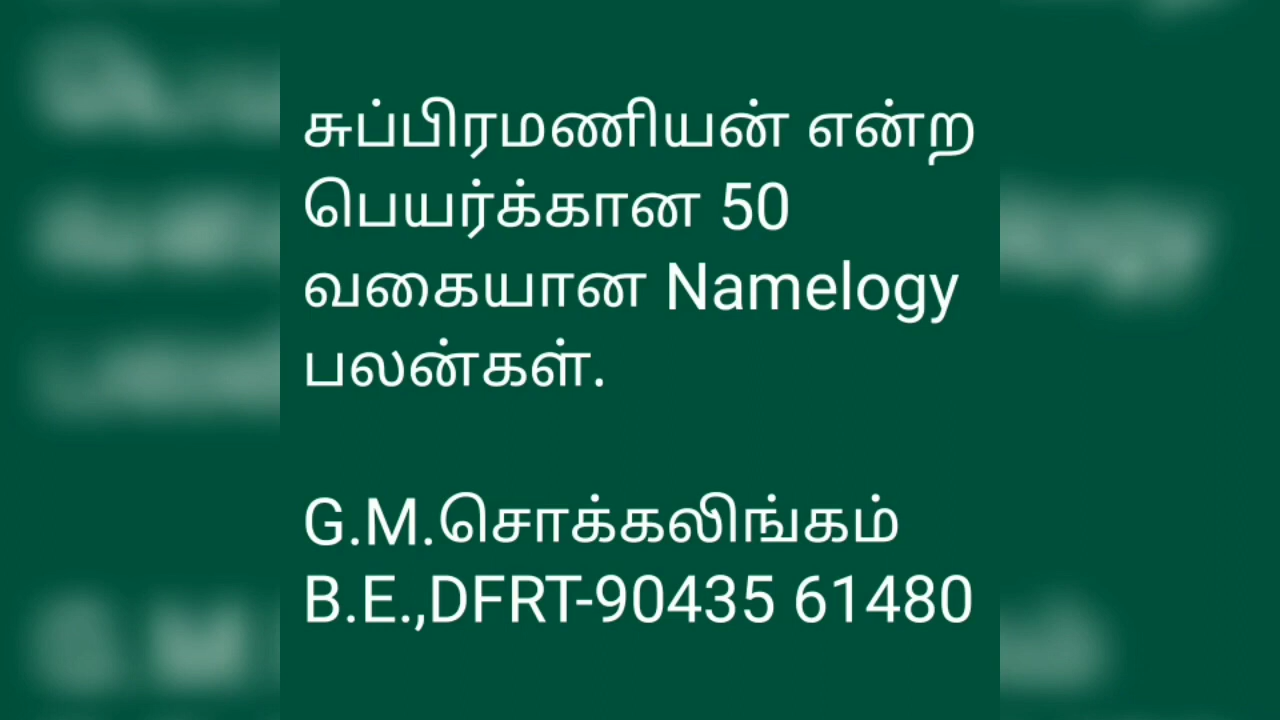 சுப்பிரமணியன் என்ற
பெயர்க்கான 50
வகையான Namelogy
பலன்கள்.
G.M.சொக்கலிங்கம்
B.E.,DFRT-90435 61480